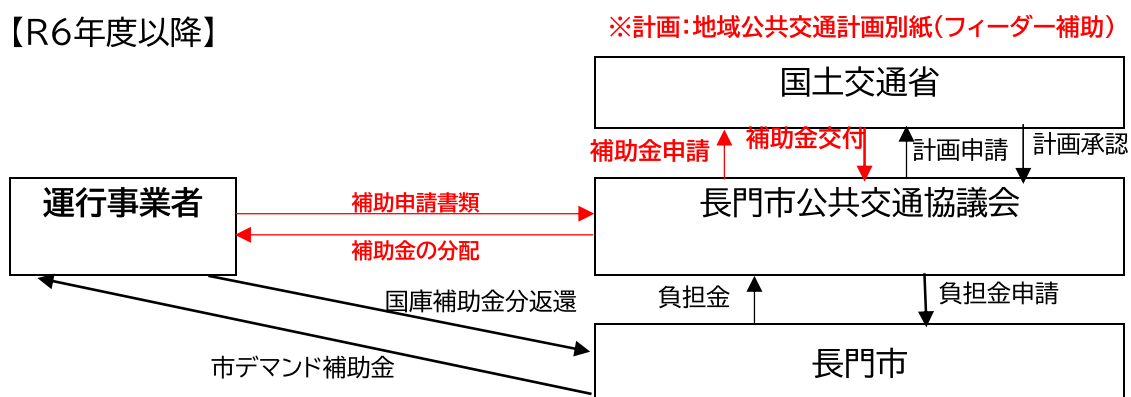 【R6年度以降】
※計画：地域公共交通計画別紙（フィーダー補助）
国土交通省
補助金申請
補助金交付
計画申請
計画承認
運行事業者
補助申請書類
補助金の分配
長門市公共交通協議会
国庫補助金分返還
負担金
負担金申請
市デマンド補助金
長門市